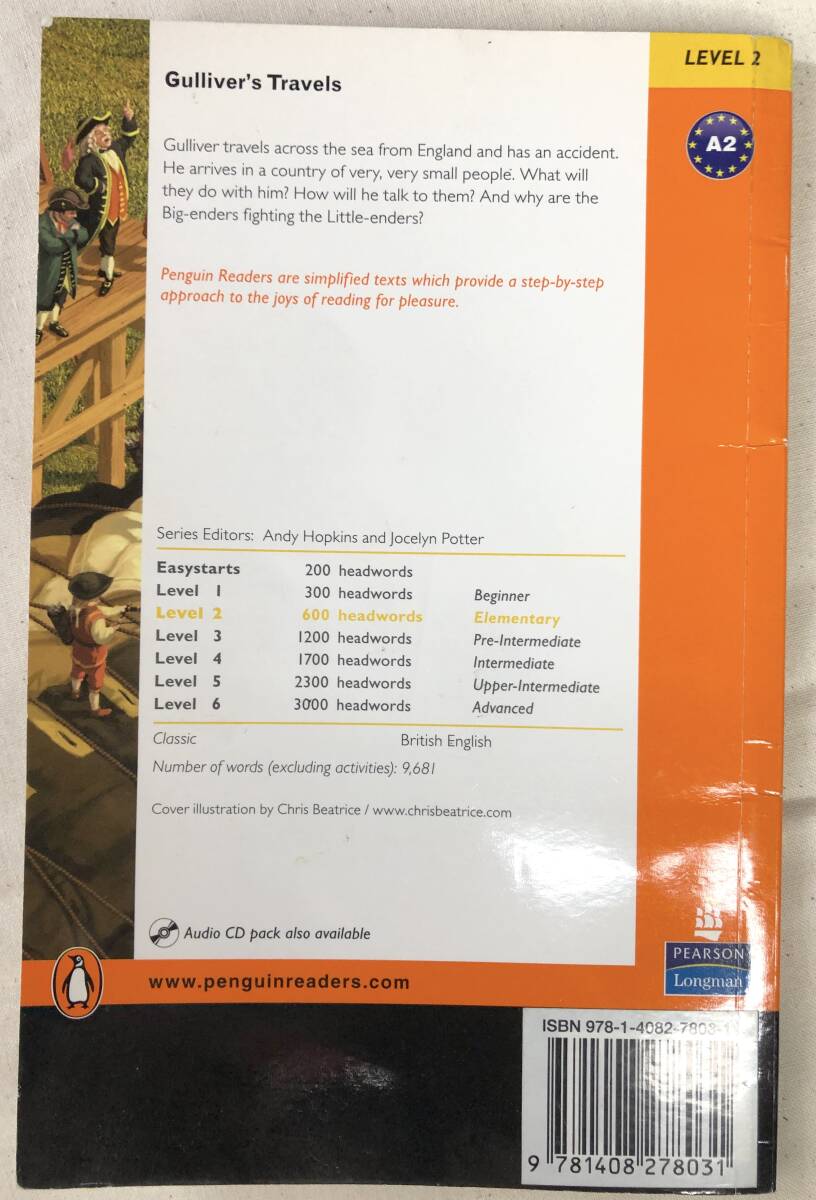 LEVEL 2
A2
Gulliver's Travels
Gulliver travels across the sea from England and has an accident.
He arrives in a country of very, very small people. What will
they do with him? How will he talk to them? And why are the
Big-enders fighting the Little-enders?
Penguin Readers are simplified texts which provide a step-by-step
approach to the joys of reading for pleasure.
Series Editors: Andy Hopkins and Jocelyn Potter
Easystarts 200 headwords
Level 1 300 headwords Beginner
Level 2 600 headwords Elementary
Level 3 1200 headwords Pre-Intermediate
Level 4 1700 headwords Intermediate
Level 5 2300 headwords Upper-Intermediate
Level 6 3000 headwords Advanced
Classic British English
Number of words (excluding activities): 9,681
Cover illustration by Chris Beatrice / www.chrisbeatrice.com
Audio CD pack also available
www.penguinreaders.com
PEARSON
Longman
ISBN 978-1-4082-7803-1
9 781408 278031